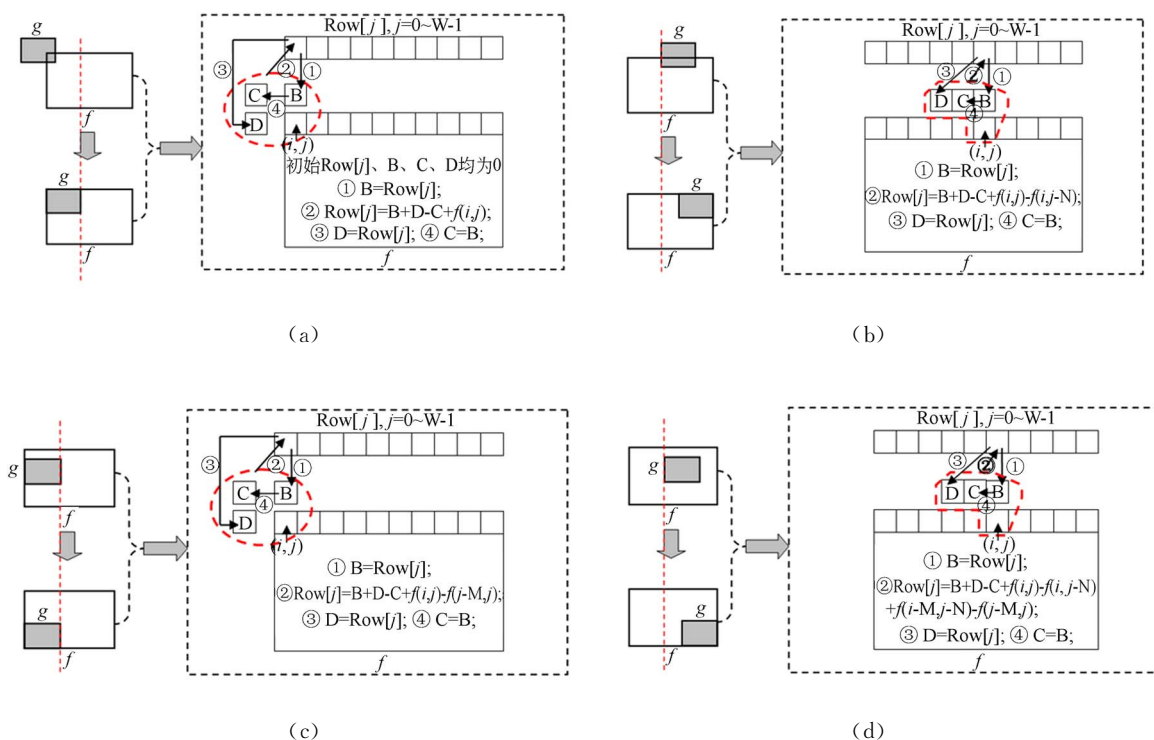 g
f
g
f
Row[ j ], j=0~W-1
③ ② ①
C ④ B
D
(i, j)
初始Row[j]、B、C、D均为0
① B=Row[j];
② Row[j]=B+D-C+f(i,j);
③ D=Row[j]; ④ C=B;
f
(a)
g
f
g
f
Row[ j ], j=0~W-1
③ ② ①
D C B
④
(i, j)
① B=Row[j];
②Row[j]=B+D-C+f(i,j)-f(i,j-N);
③ D=Row[j]; ④ C=B;
f
(b)
g
f
g
f
Row[ j ], j=0~W-1
③ ② ①
C ④ B
D
(i, j)
① B=Row[j];
②Row[j]=B+D-C+f(i,j)-f(j-M,j);
③ D=Row[j]; ④ C=B;
f
(c)
g
f
g
f
Row[ j ], j=0~W-1
③ ② ①
D C B
④
(i, j)
① B=Row[j];
②Row[j]=B+D-C+f(i,j)-f(i, j-N)
+f(i-M,j-N)-f(j-M,j);
③ D=Row[j]; ④ C=B;
f
(d)